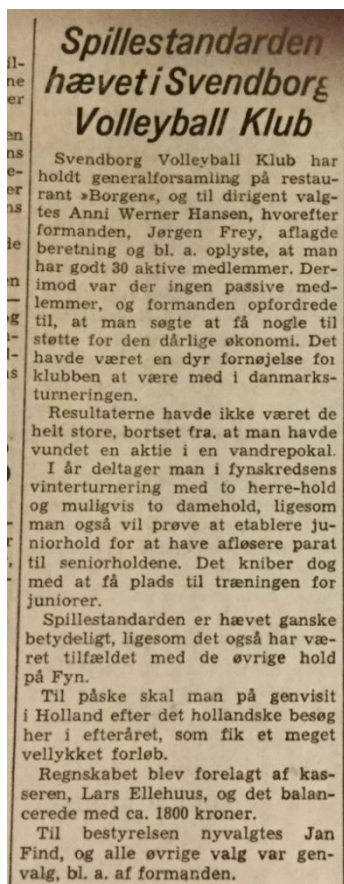 Spillestandarden
hævet i Svendborg
Volleyball Klub
Svendborg Volleyball Klub har
holdt generalforsamling på restau-
rant »Borgen«, og til dirigent valg-
tes Anni Werner Hansen, hvorefter
formanden, Jørgen Frey, aflagde
beretning og bl. a. oplyste, at man
har godt 30 aktive medlemmer. Der-
imod var der ingen passive med-
lemmer, og formanden opfordrede
til, at man søgte at få nogle til
støtte for den dårlige økonomi. Det
havde været en dyr fornøjelse for
klubben at være med i danmarks-
turneringen.
Resultaterne havde ikke været de
helt store, bortset fra, at man havde
vundet en aktie i en vandrepokal.
I år deltager man i fynskredsens
vinterturnering med to herre-hold
og muligvis to damehold, ligesom
man også vil prøve at etablere ju-
niorhold for at have afløsere parat
til seniorholdene. Det kniber dog
med at få plads til træningen for
juniorer.
Spillestandarden er hævet ganske
betydeligt, ligesom det også har væ-
ret tilfældet med de øvrige hold
på Fyn.
Til påske skal man på genvisit
i Holland efter det hollandske besøg
her i efteråret, som fik et meget
vellykket forløb.
Regnskabet blev forelagt af kas-
seren, Lars Ellehuus, og det balan-
cerede med ca. 1800 kroner.
Til bestyrelsen nyvalgtes Jan
Find, og alle øvrige valg var gen-
valg, bl. a. af formanden.